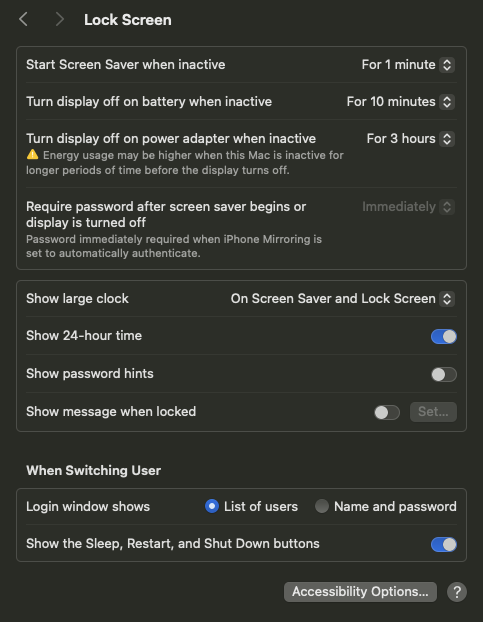 Lock Screen
Start Screen Saver when inactive For 1 minute
Turn display off on battery when inactive For 10 minutes
Turn display off on power adapter when inactive For 3 hours
Energy usage may be higher when this Mac is inactive for
longer periods of time before the display turns off.
Require password after screen saver begins or Immediately
display is turned off
Password immediately required when iPhone Mirroring is
set to automatically authenticate.
Show large clock On Screen Saver and Lock Screen
Show 24-hour time
Show password hints
Show message when locked Set...
When Switching User
Login window shows List of users Name and password
Show the Sleep, Restart, and Shut Down buttons
Accessibility Options... ?